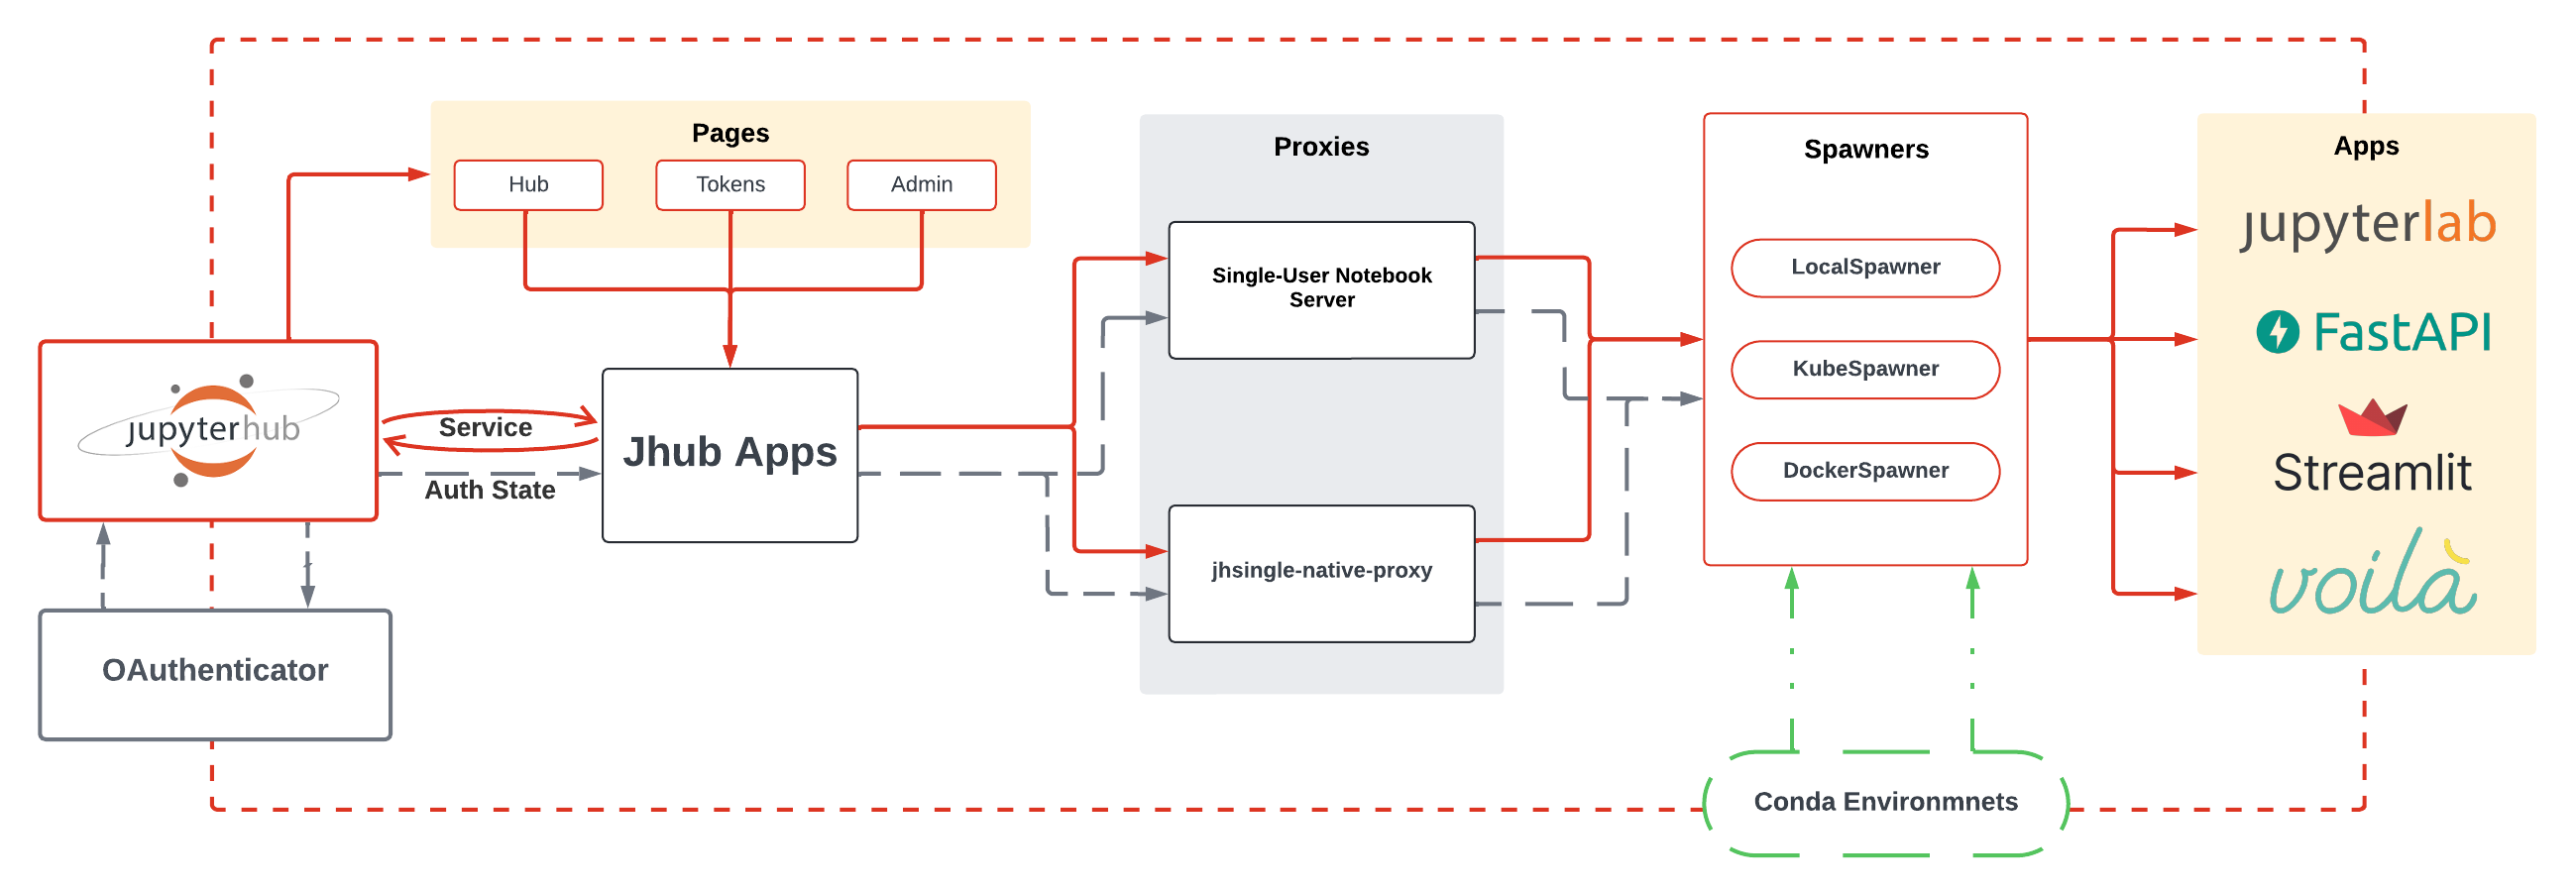 Pages
Hub
Tokens
Admin
jupyterhub
Service
Auth State
OAuthenticator
Jhub Apps
Proxies
Single-User Notebook
Server
jhsingle-native-proxy
Spawners
LocalSpawner
KubeSpawner
DockerSpawner
Conda Environmnets
Apps
jupyterlab
FastAPI
Streamlit
voilà